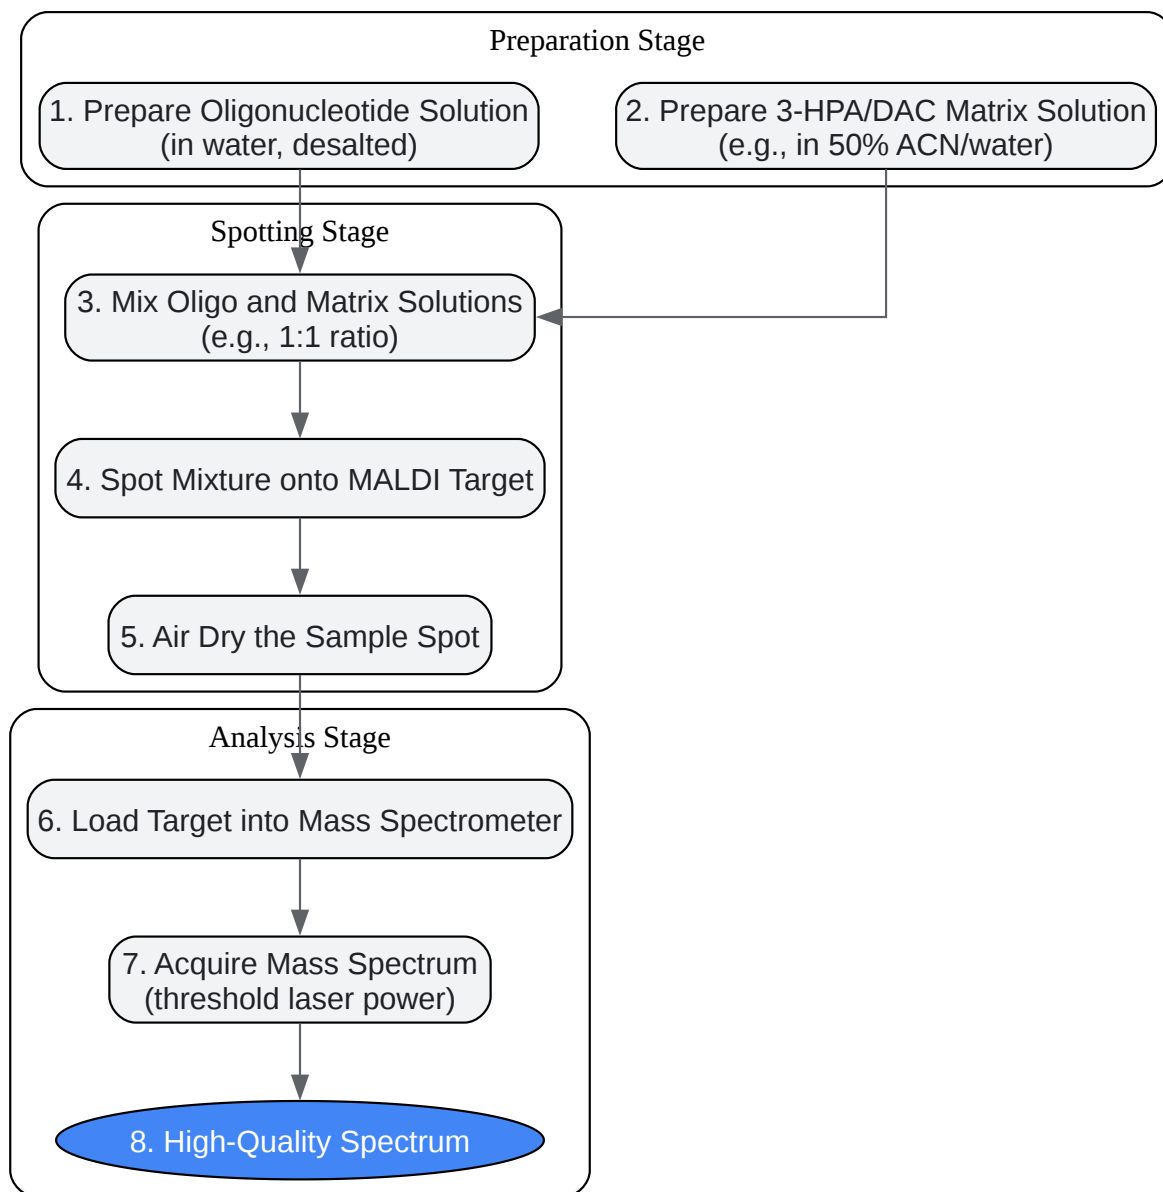 Preparation Stage
1. Prepare Oligonucleotide Solution
(in water, desalted)
2. Prepare 3-HPA/DAC Matrix Solution
(e.g., in 50% ACN/water)
Spotting Stage
3. Mix Oligo and Matrix Solutions
(e.g., 1:1 ratio)
4. Spot Mixture onto MALDI Target
5. Air Dry the Sample Spot
Analysis Stage
6. Load Target into Mass Spectrometer
7. Acquire Mass Spectrum
(threshold laser power)
8. High-Quality Spectrum